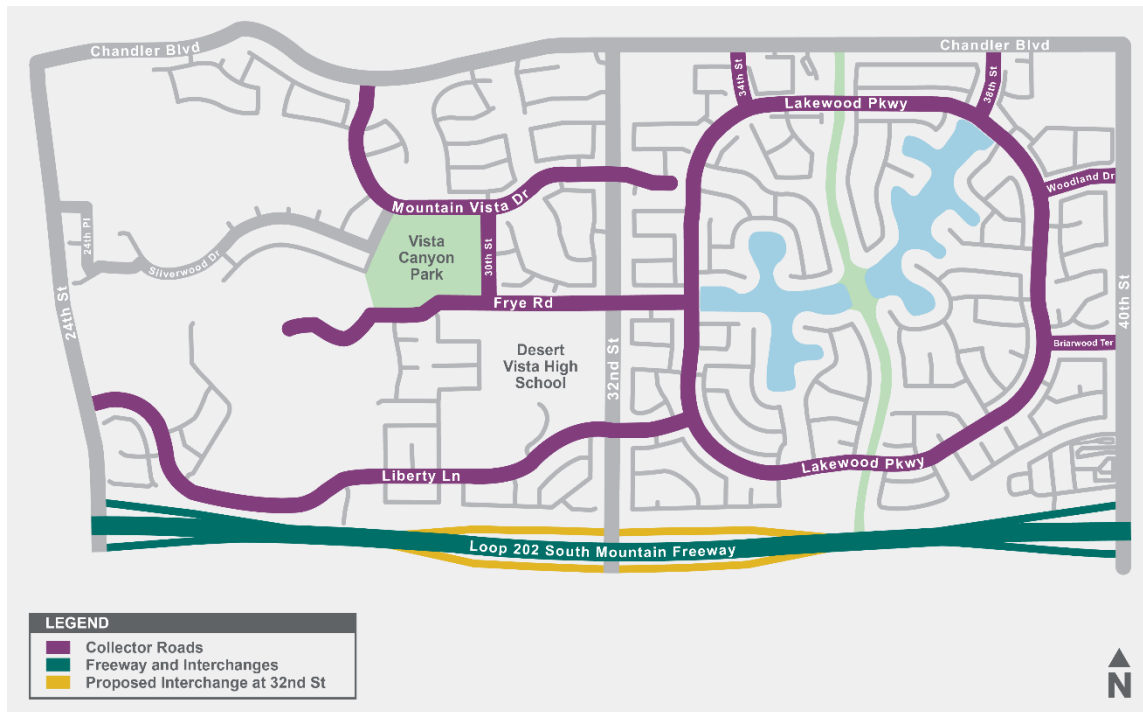 Chandler Blvd
Chandler Blvd
34th St
38th St
Lakewood Pkwy
Woodland Dr
Mountain Vista Dr
24th Pl
Silverwood Dr
Vista
Canyon
Park
30th St
24th St
40th St
Frye Rd
Briarwood Ter
Desert
Vista High
School
32nd St
Lakewood Pkwy
Liberty Ln
Loop 202 South Mountain Freeway
LEGEND
Collector Roads
Freeway and Interchanges
Proposed Interchange at 32nd St
N